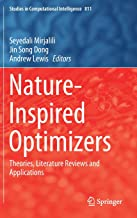 Studies in Computational Intelligence 811
Seyedali Mirjalili
Jin Song Dong
Andrew Lewis Editors
Nature-
Inspired
Optimizers
Theories, Literature Reviews and
Applications
Springer